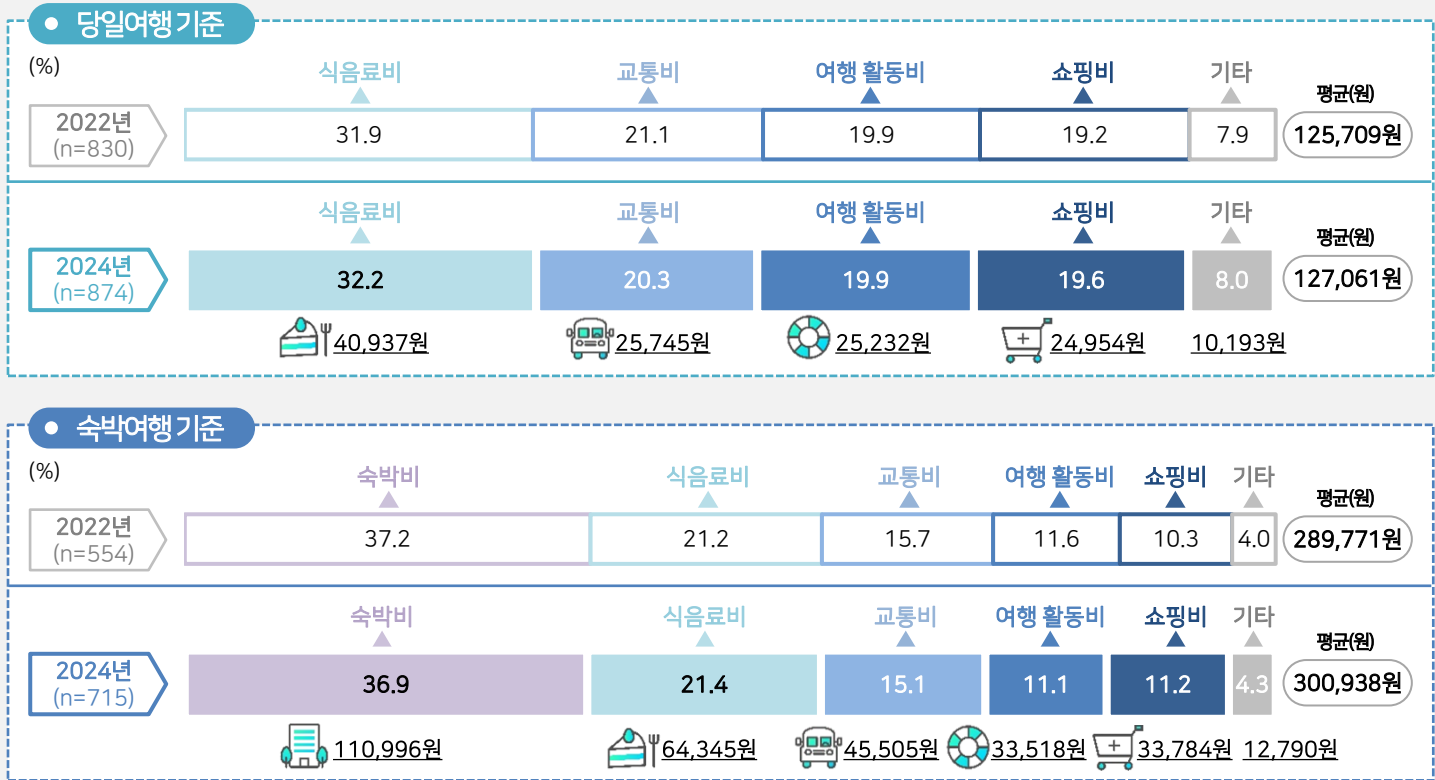 당일여행 기준
(%)
식음료비 교통비 여행 활동비 쇼핑비 기타 평균(원)
2022년
(n=830)
31.9 21.1 19.9 19.2 7.9 125,709원
식음료비 교통비 여행 활동비 쇼핑비 기타 평균(원)
2024년
(n=874)
32.2 20.3 19.9 19.6 8.0 127,061원
40,937원 25,745원 25,232원 24,954원 10,193원
숙박여행 기준
(%)
숙박비 식음료비 교통비 여행 활동비 쇼핑비 기타 평균(원)
2022년
(n=554)
37.2 21.2 15.7 11.6 10.3 4.0 289,771원
숙박비 식음료비 교통비 여행 활동비 쇼핑비 기타 평균(원)
2024년
(n=715)
36.9 21.4 15.1 11.1 11.2 4.3 300,938원
110,996원 64,345원 45,505원 33,518원 33,784원 12,790원